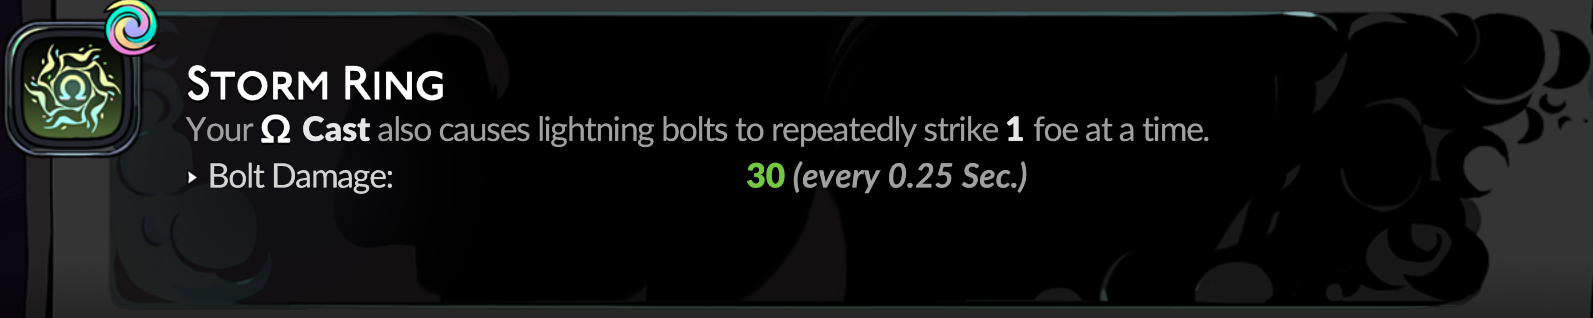 STORM RING
Your Ω Cast also causes lightning bolts to repeatedly strike 1 foe at a time.
▸ Bolt Damage: 30 (every 0.25 Sec.)